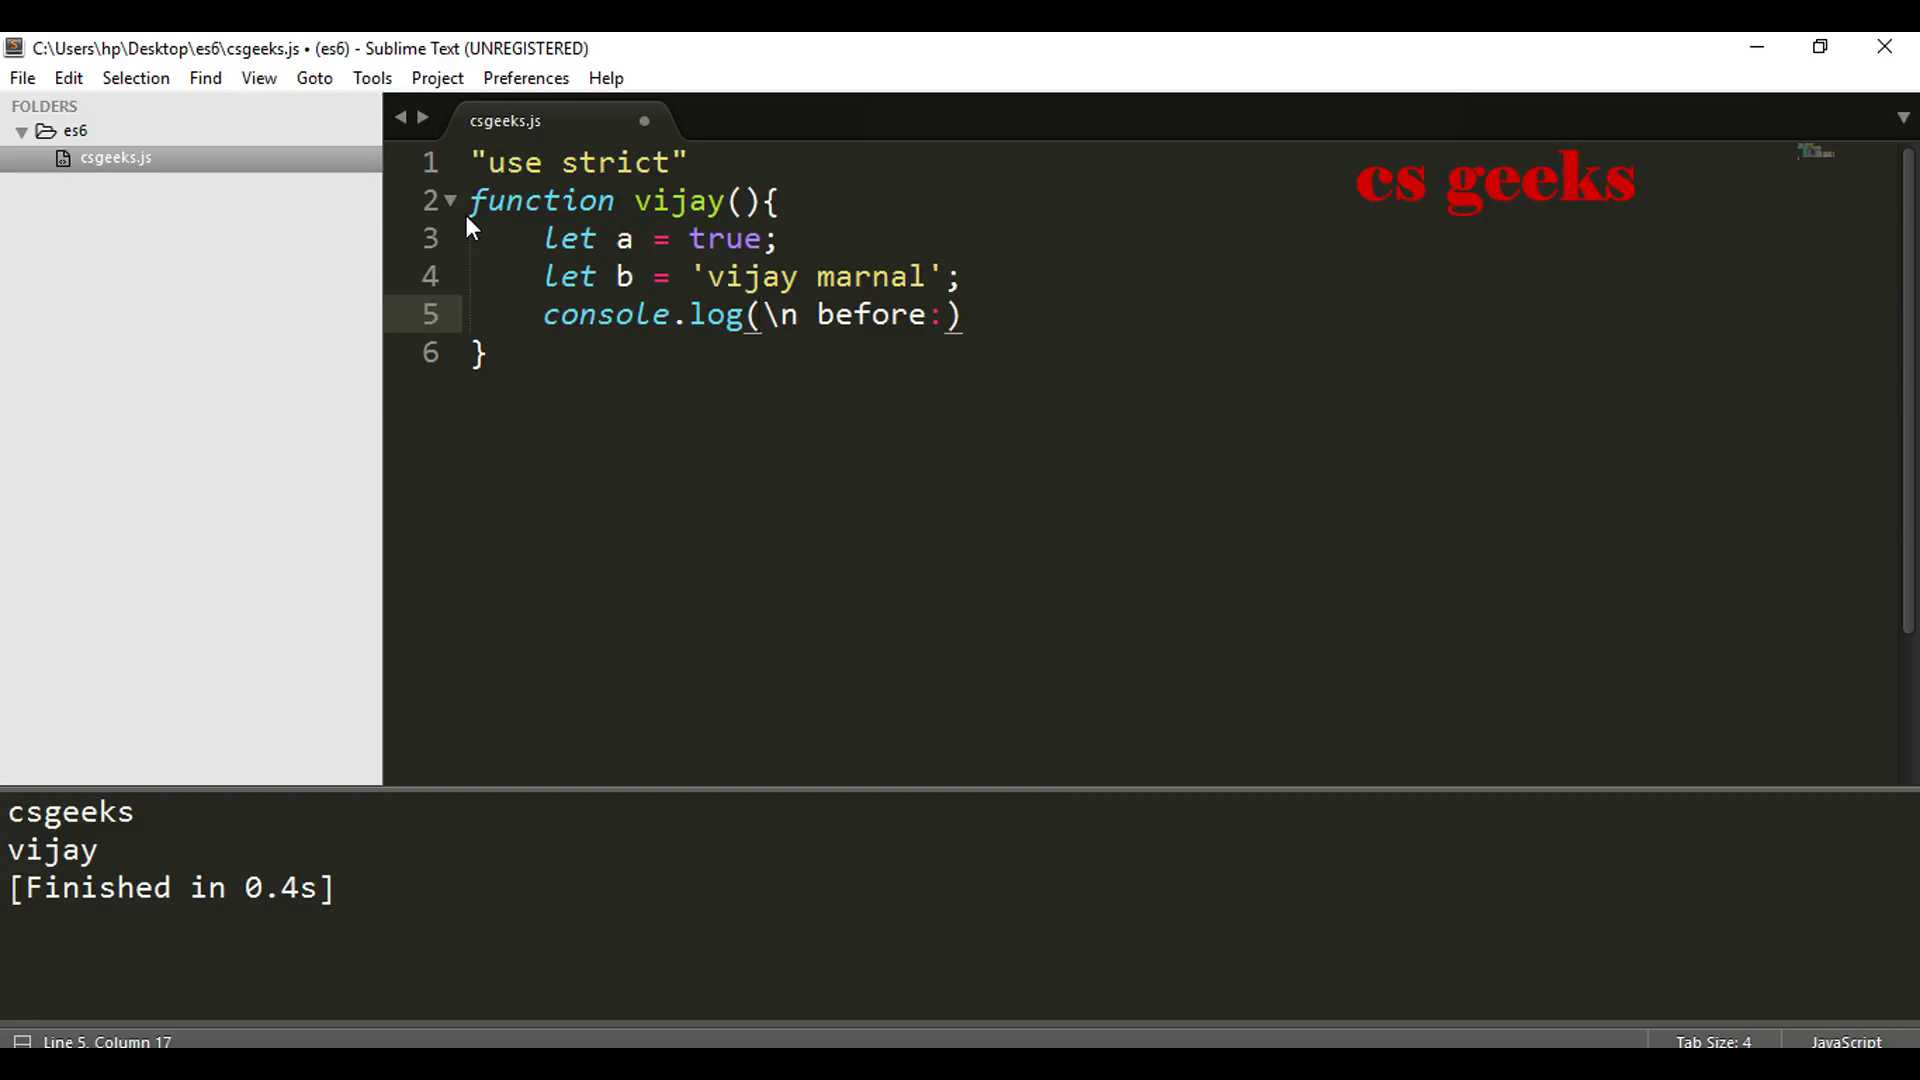 C:\Users\hp\Desktop\es6\csgeeks.js • (es6) - Sublime Text (UNREGISTERED)
File Edit Selection Find View Goto Tools Project Preferences Help
FOLDERS
es6
csgeeks.js
csgeeks.js
cs geeks
1 "use strict"
2 function vijay(){
3     let a = true;
4     let b = 'vijay marnal';
5     console.log(\n before:)
6 }
csgeeks
vijay
[Finished in 0.4s]
Line 5, Column 17 Tab Size: 4 JavaScript